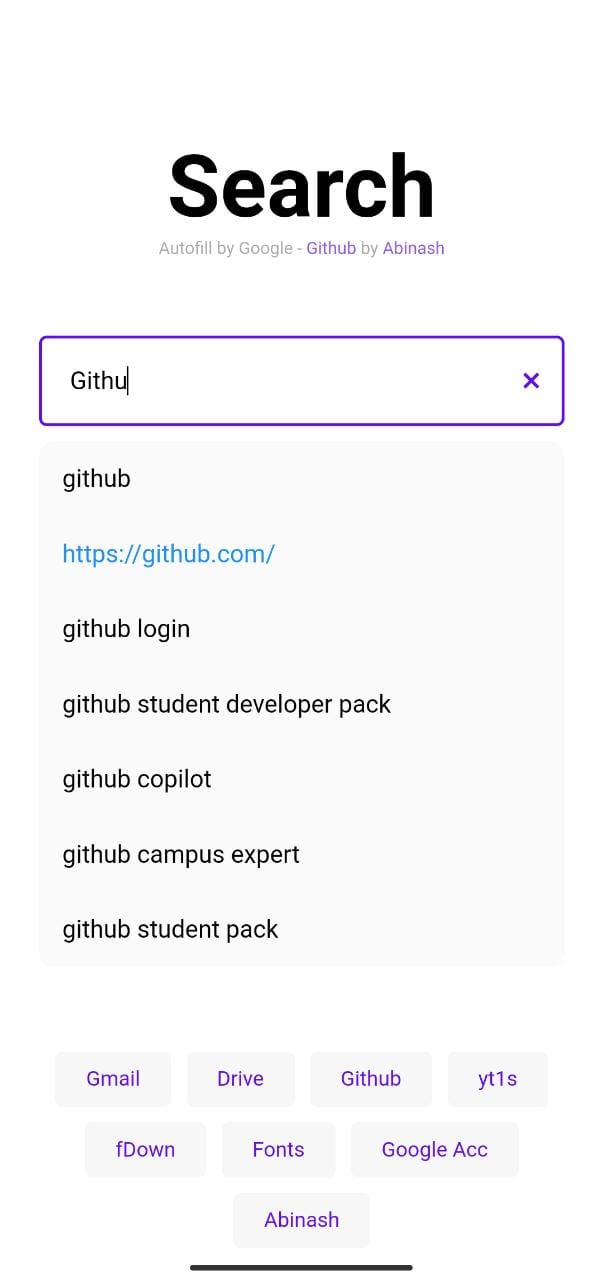 Search
Autofill by Google - Github by Abinash
Githu
×
github
https://github.com/
github login
github student developer pack
github copilot
github campus expert
github student pack
Gmail Drive Github yt1s
fDown Fonts Google Acc
Abinash